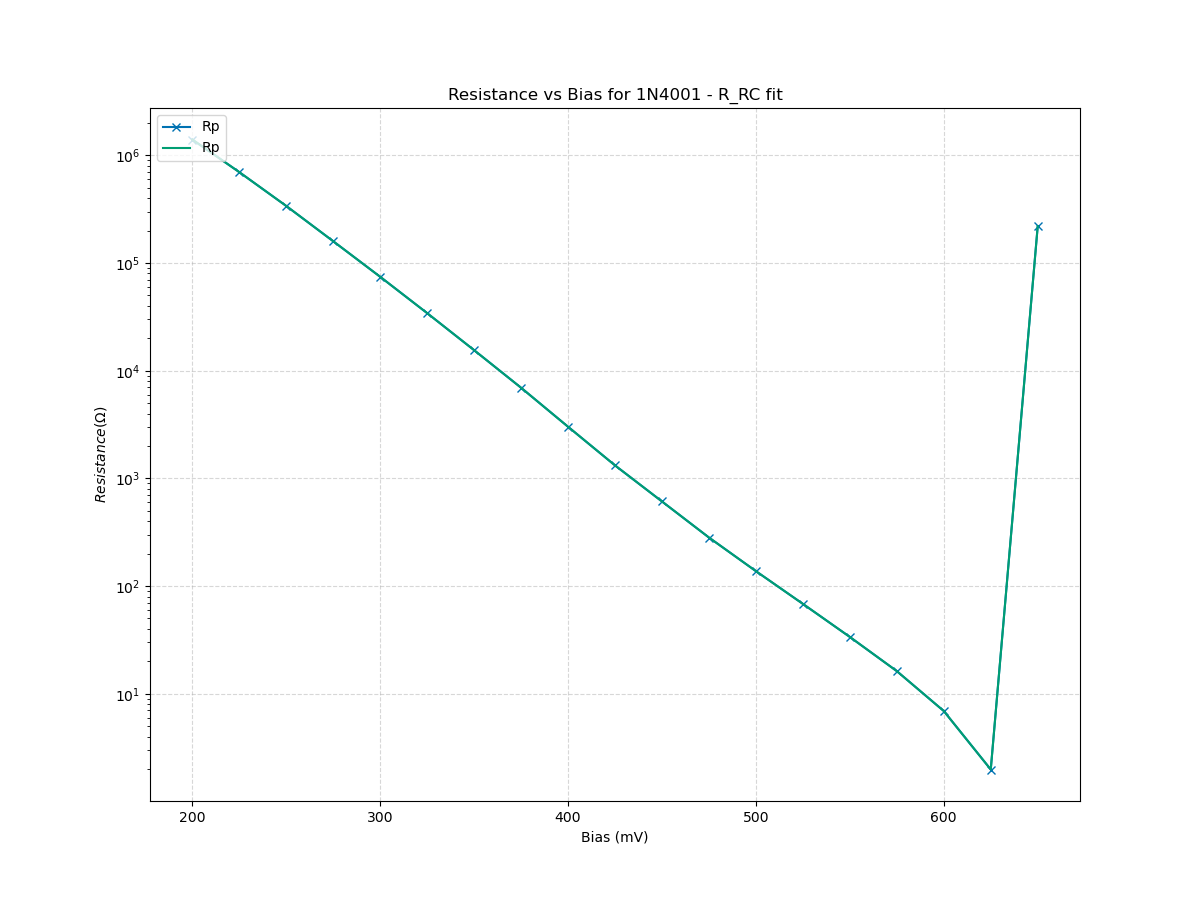 Resistance vs Bias for 1N4001 - R_RC fit
Rp
Rp
10⁶
10⁵
10⁴
10³
10²
10¹
Resistance(Ω)
200 300 400 500 600
Bias (mV)